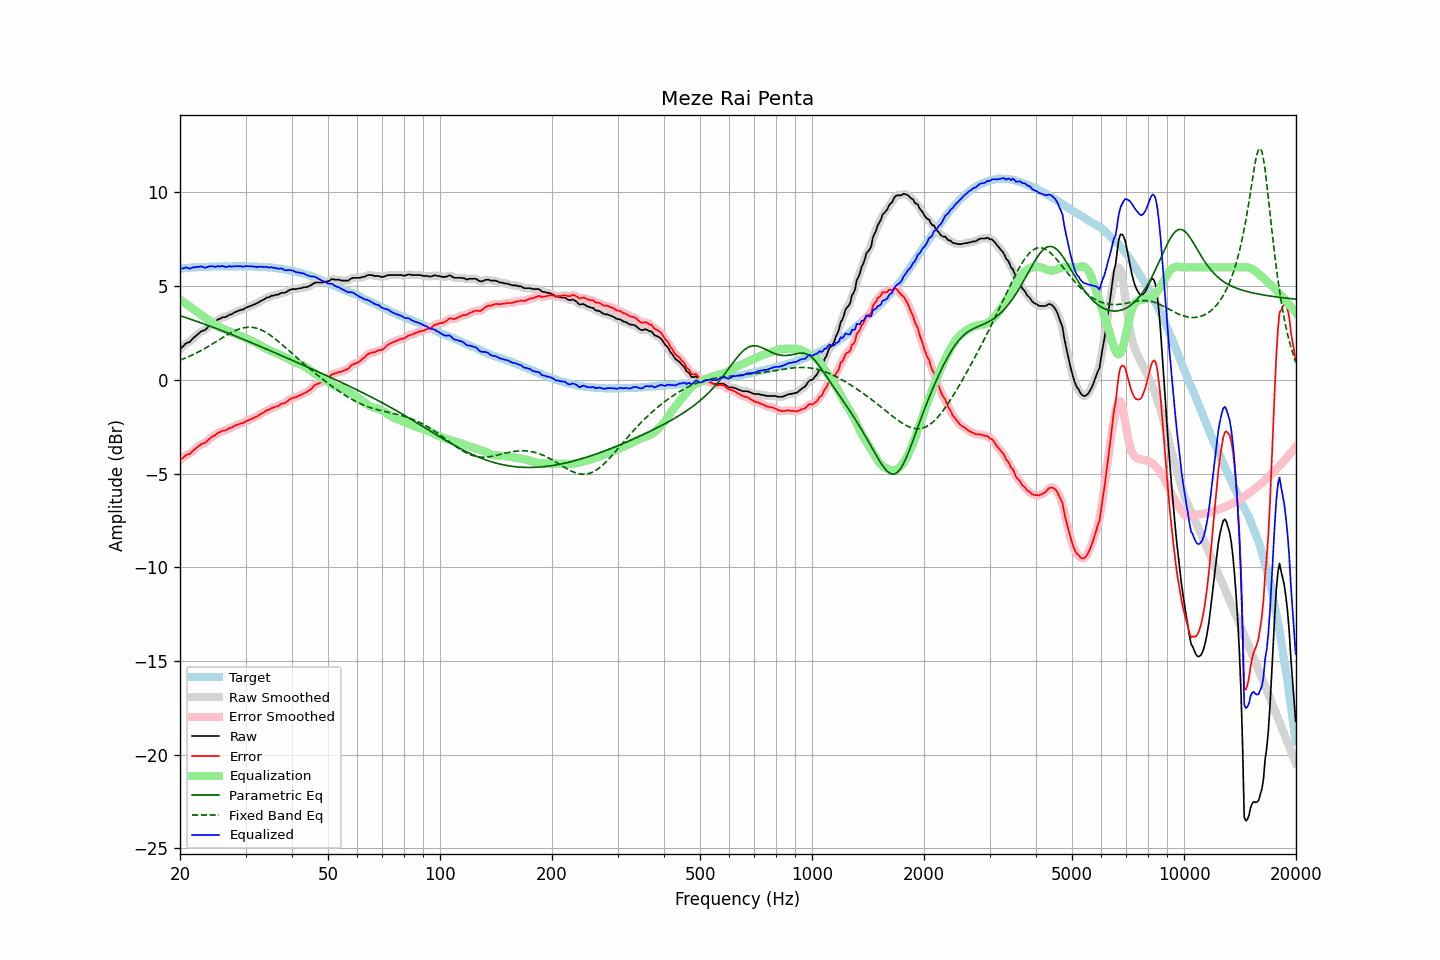 Meze Rai Penta
Amplitude (dBr)
10
5
0
−5
−10
−15
−20
−25
Target
Raw Smoothed
Error Smoothed
Raw
Error
Equalization
Parametric Eq
Fixed Band Eq
Equalized
20 50 100 200 500 1000 2000 5000 10000 20000
Frequency (Hz)